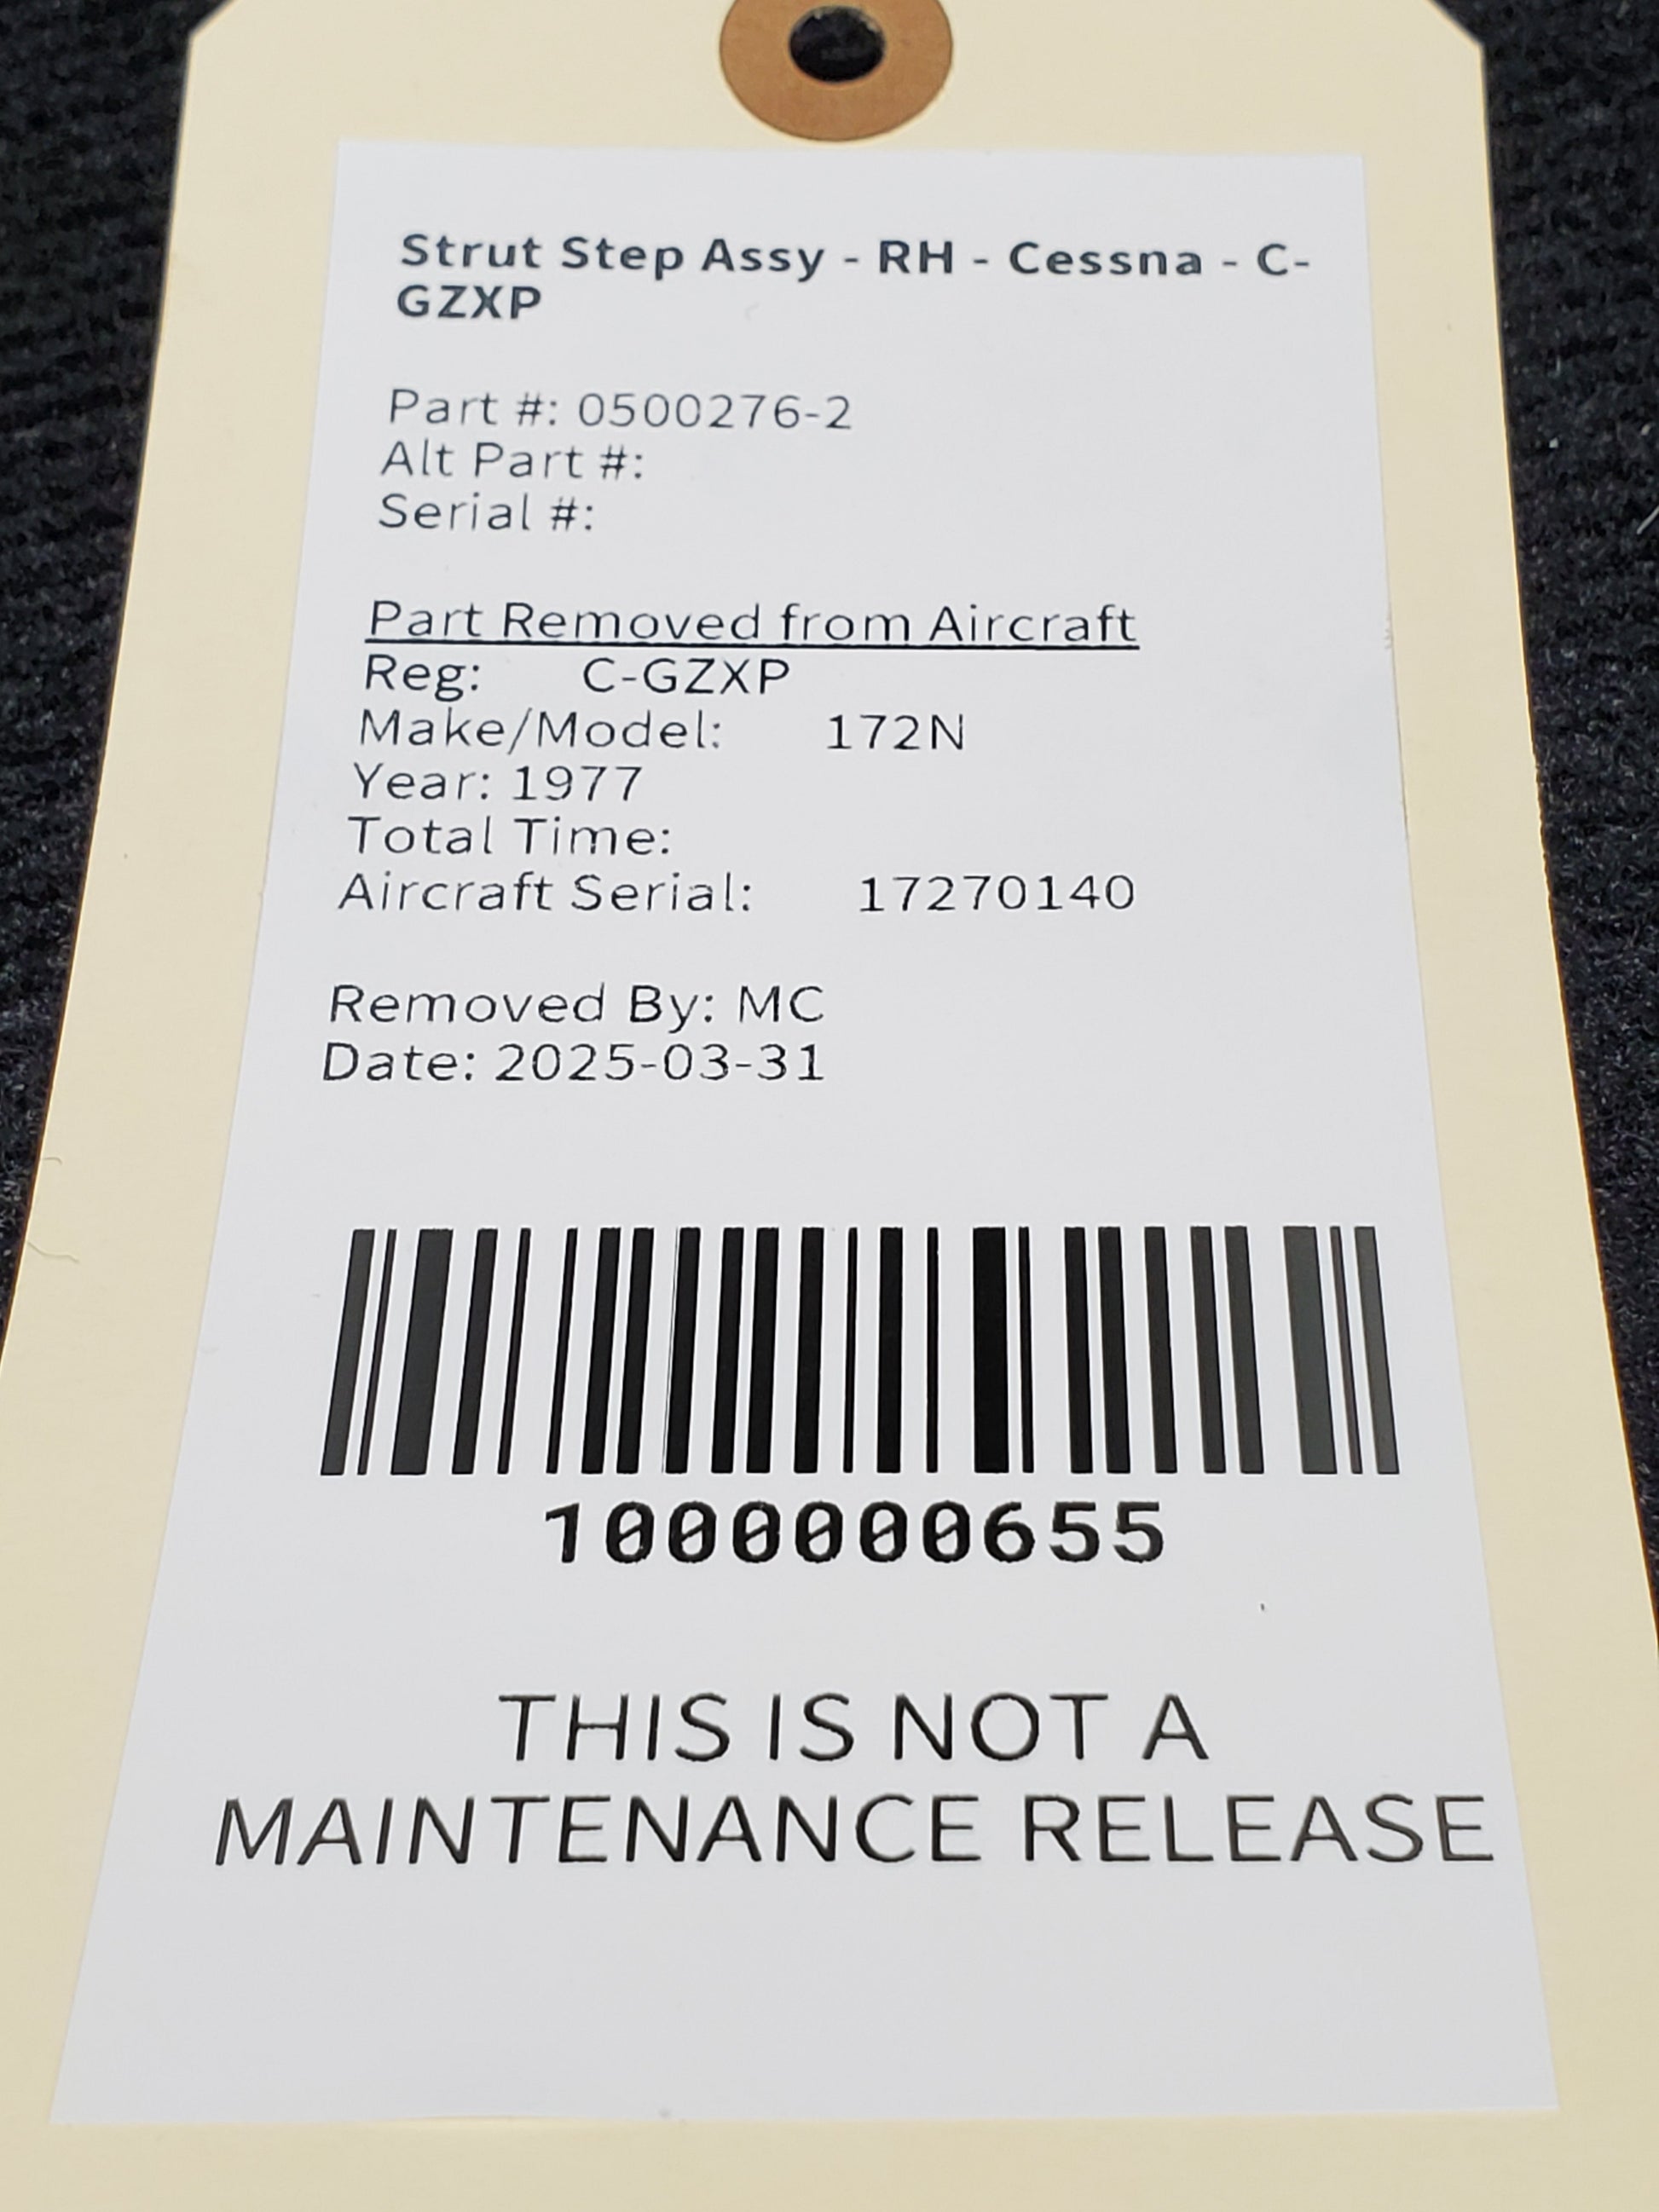 Strut Step Assy - RH - Cessna - C-
GZXP
Part #: 0500276-2
Alt Part #:
Serial #:
Part Removed from Aircraft
Reg: C-GZXP
Make/Model: 172N
Year: 1977
Total Time:
Aircraft Serial: 17270140
Removed By: MC
Date: 2025-03-31
1000000655
THIS IS NOT A
MAINTENANCE RELEASE